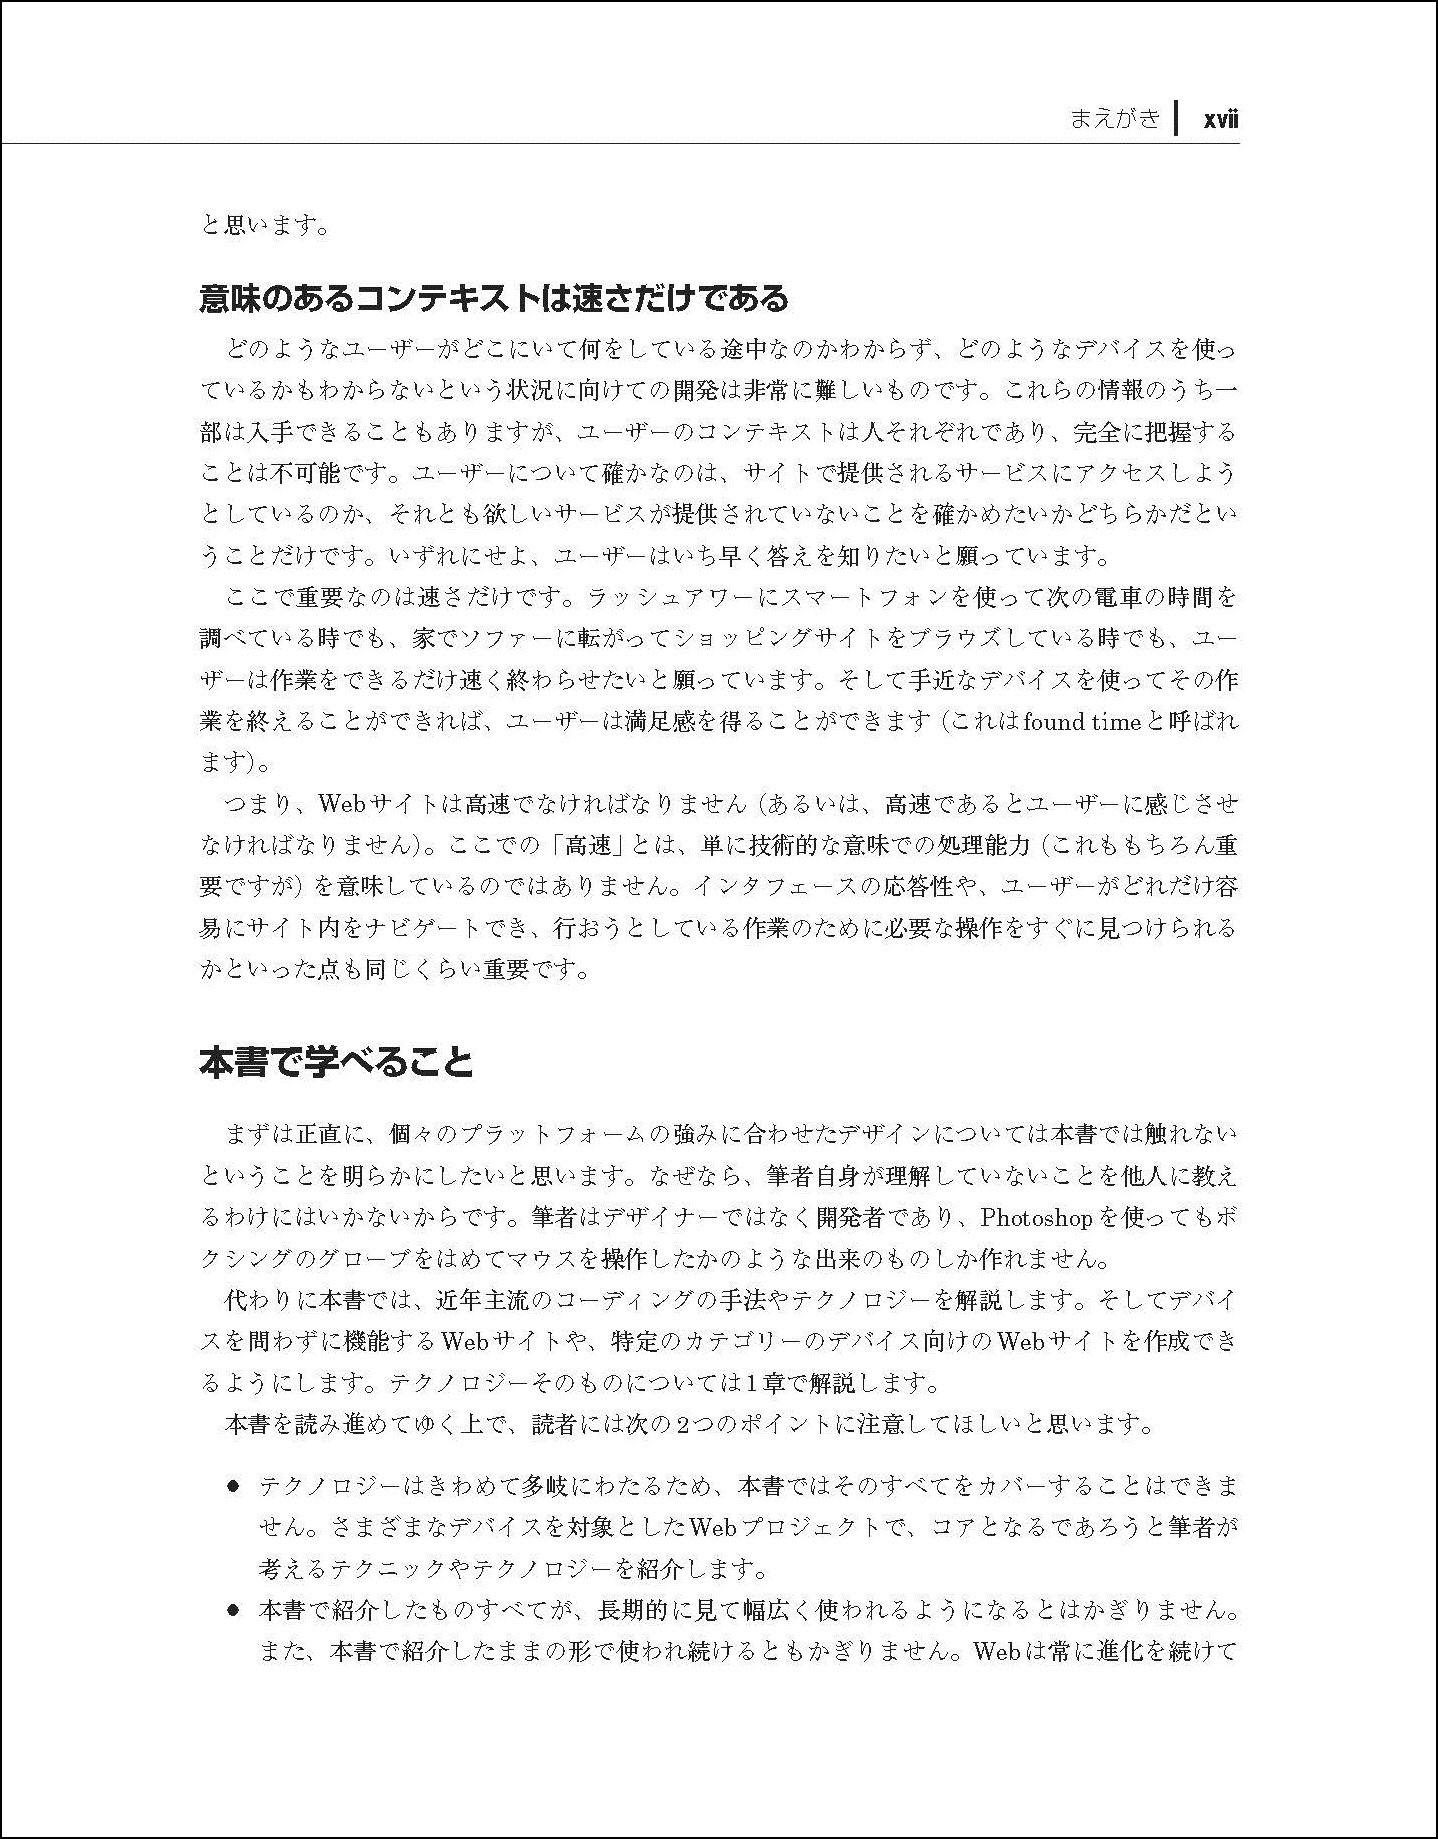 まえがき xvii
と思います。
意味のあるコンテキストは速さだけである
どのようなユーザーがどこにいて何をしている途中なのかわからず、どのようなデバイスを使っ
ているかもわからないという状況に向けての開発は非常に難しいものです。これらの情報のうち一
部は入手できることもありますが、ユーザーのコンテキストは人それぞれであり、完全に把握する
ことは不可能です。ユーザーについて確かなのは、サイトで提供されるサービスにアクセスしよう
としているのか、それとも欲しいサービスが提供されていないことを確かめたいかどちらかだとい
うことだけです。いずれにせよ、ユーザーはいち早く答えを知りたいと願っています。
ここで重要なのは速さだけです。ラッシュアワーにスマートフォンを使って次の電車の時間を
調べている時でも、家でソファーに転がってショッピングサイトをブラウズしている時でも、ユー
ザーは作業をできるだけ速く終わらせたいと願っています。そして手近なデバイスを使ってその作
業を終えることができれば、ユーザーは満足感を得ることができます（これはfound timeと呼ばれ
ます）。
つまり、Webサイトは高速でなければなりません（あるいは、高速であるとユーザーに感じさせ
なければなりません）。ここでの「高速」とは、単に技術的な意味での処理能力（これももちろん重
要ですが）を意味しているのではありません。インタフェースの応答性や、ユーザーがどれだけ容
易にサイト内をナビゲートでき、行おうとしている作業のために必要な操作をすぐに見つけられる
かといった点も同じくらい重要です。
本書で学べること
まずは正直に、個々のプラットフォームの強みに合わせたデザインについては本書では触れない
ということを明らかにしたいと思います。なぜなら、筆者自身が理解していないことを他人に教え
るわけにはいかないからです。筆者はデザイナーではなく開発者であり、Photoshopを使ってもボ
クシングのグローブをはめてマウスを操作したかのような出来のものしか作れません。
代わりに本書では、近年主流のコーディングの手法やテクノロジーを解説します。そしてデバイ
スを問わずに機能するWebサイトや、特定のカテゴリーのデバイス向けのWebサイトを作成でき
るようにします。テクノロジーそのものについては1章で解説します。
本書を読み進めてゆく上で、読者には次の2つのポイントに注意してほしいと思います。
● テクノロジーはきわめて多岐にわたるため、本書ではそのすべてをカバーすることはできま
せん。さまざまなデバイスを対象としたWebプロジェクトで、コアとなるであろうと筆者が
考えるテクニックやテクノロジーを紹介します。
● 本書で紹介したものすべてが、長期的に見て幅広く使われるようになるとはかぎりません。
また、本書で紹介したままの形で使われ続けるともかぎりません。Webは常に進化を続けて